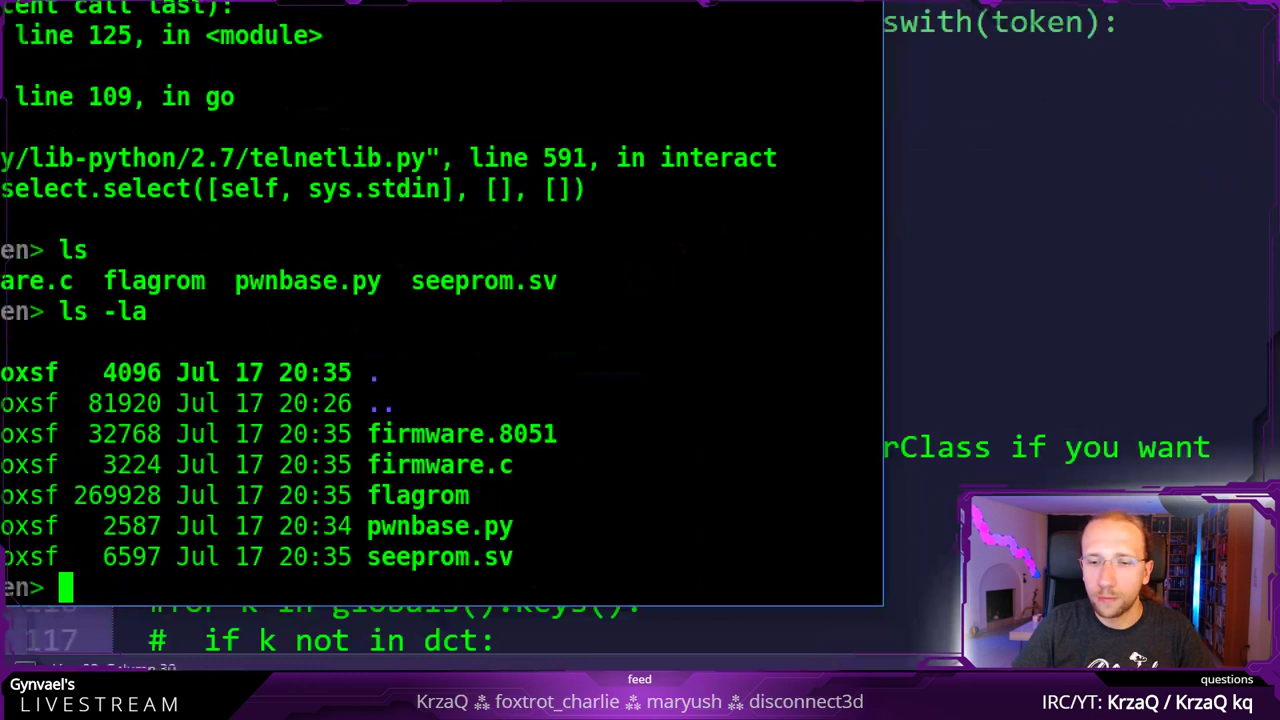 cent call last):
line 125, in <module>
line 109, in go
y/lib-python/2.7/telnetlib.py", line 591, in interact
select.select([self, sys.stdin], [], [])
en> ls
are.c  flagrom  pwnbase.py  seeprom.sv
en> ls -la
oxsf   4096 Jul 17 20:35 .
oxsf  81920 Jul 17 20:26 ..
oxsf  32768 Jul 17 20:35 firmware.8051
oxsf   3224 Jul 17 20:35 firmware.c
oxsf 269928 Jul 17 20:35 flagrom
oxsf   2587 Jul 17 20:34 pwnbase.py
oxsf   6597 Jul 17 20:35 seeprom.sv
en>
swith(token):
rClass if you want
#for k in globals().keys():
117 #  if k not in dct:
Gynvael's
LIVESTREAM
feed
KrzaQ ⁂ foxtrot_charlie ⁂ maryush ⁂ disconnect3d
questions
IRC/YT: KrzaQ / KrzaQ kq